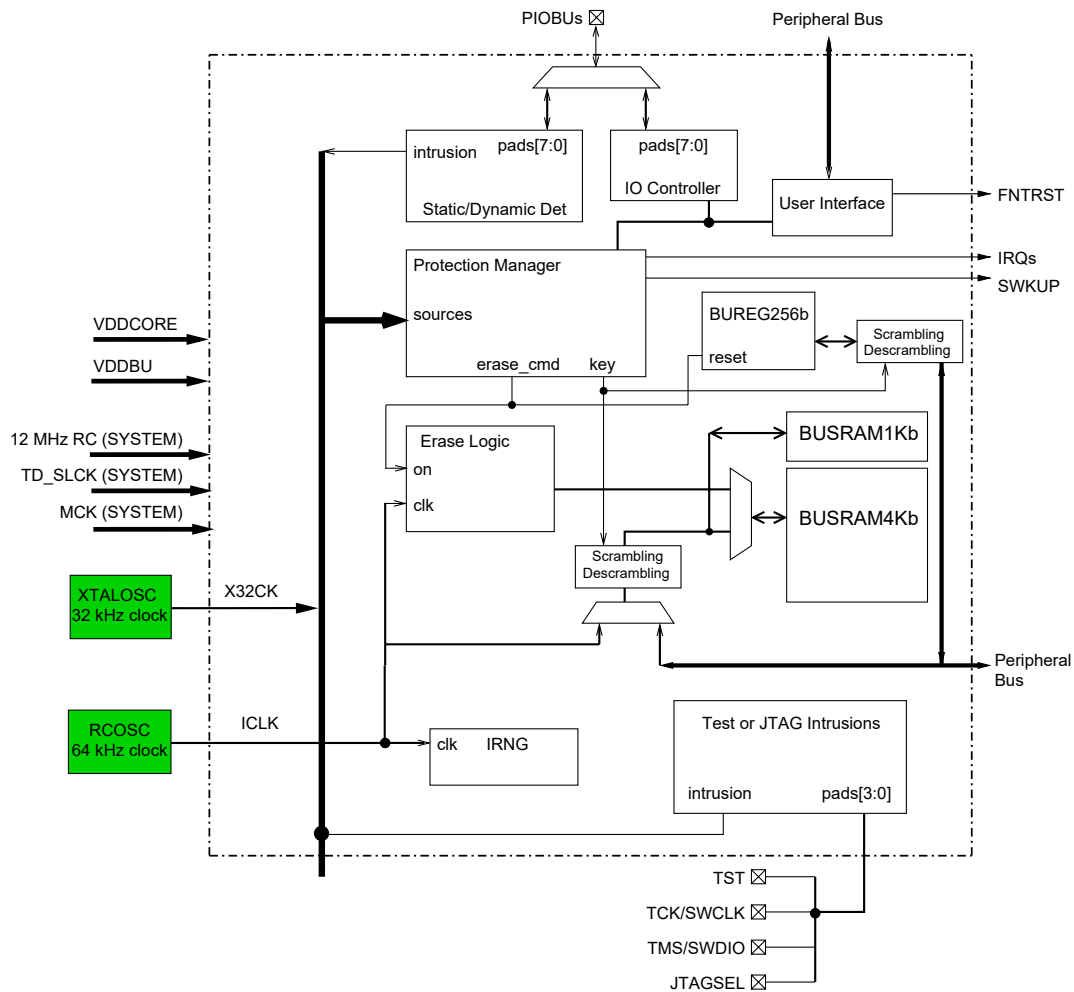 PIOBUs
Peripheral Bus
intrusion
pads[7:0]
Static/Dynamic Det
pads[7:0]
IO Controller
User Interface
FNTRST
Protection Manager
sources
erase_cmd
key
IRQs
SWKUP
BUREG256b
reset
Scrambling
Descrambling
VDDCORE
VDDBU
12 MHz RC (SYSTEM)
TD_SLCK (SYSTEM)
MCK (SYSTEM)
Erase Logic
on
clk
BUSRAM1Kb
BUSRAM4Kb
Scrambling
Descrambling
XTALOSC
32 kHz clock
X32CK
Peripheral
Bus
RCOSC
64 kHz clock
ICLK
clk
IRNG
Test or JTAG Intrusions
intrusion
pads[3:0]
TST
TCK/SWCLK
TMS/SWDIO
JTAGSEL